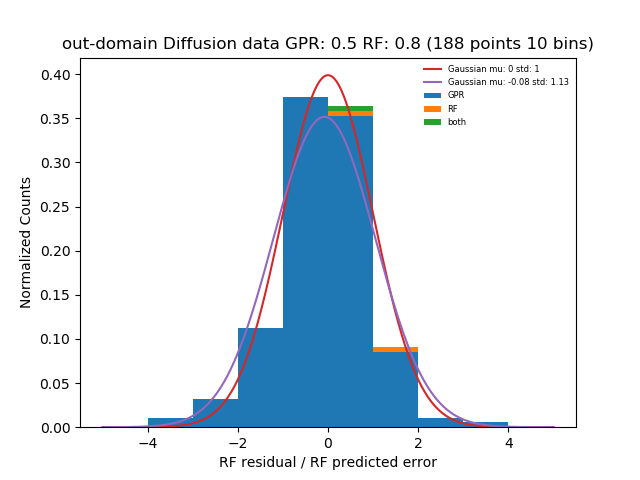 out-domain Diffusion data GPR: 0.5 RF: 0.8 (188 points 10 bins)
Gaussian mu: 0 std: 1
Gaussian mu: -0.08 std: 1.13
GPR
RF
both
0.40
0.35
0.30
0.25
0.20
0.15
0.10
0.05
0.00
Normalized Counts
−4
−2
0
2
4
RF residual / RF predicted error